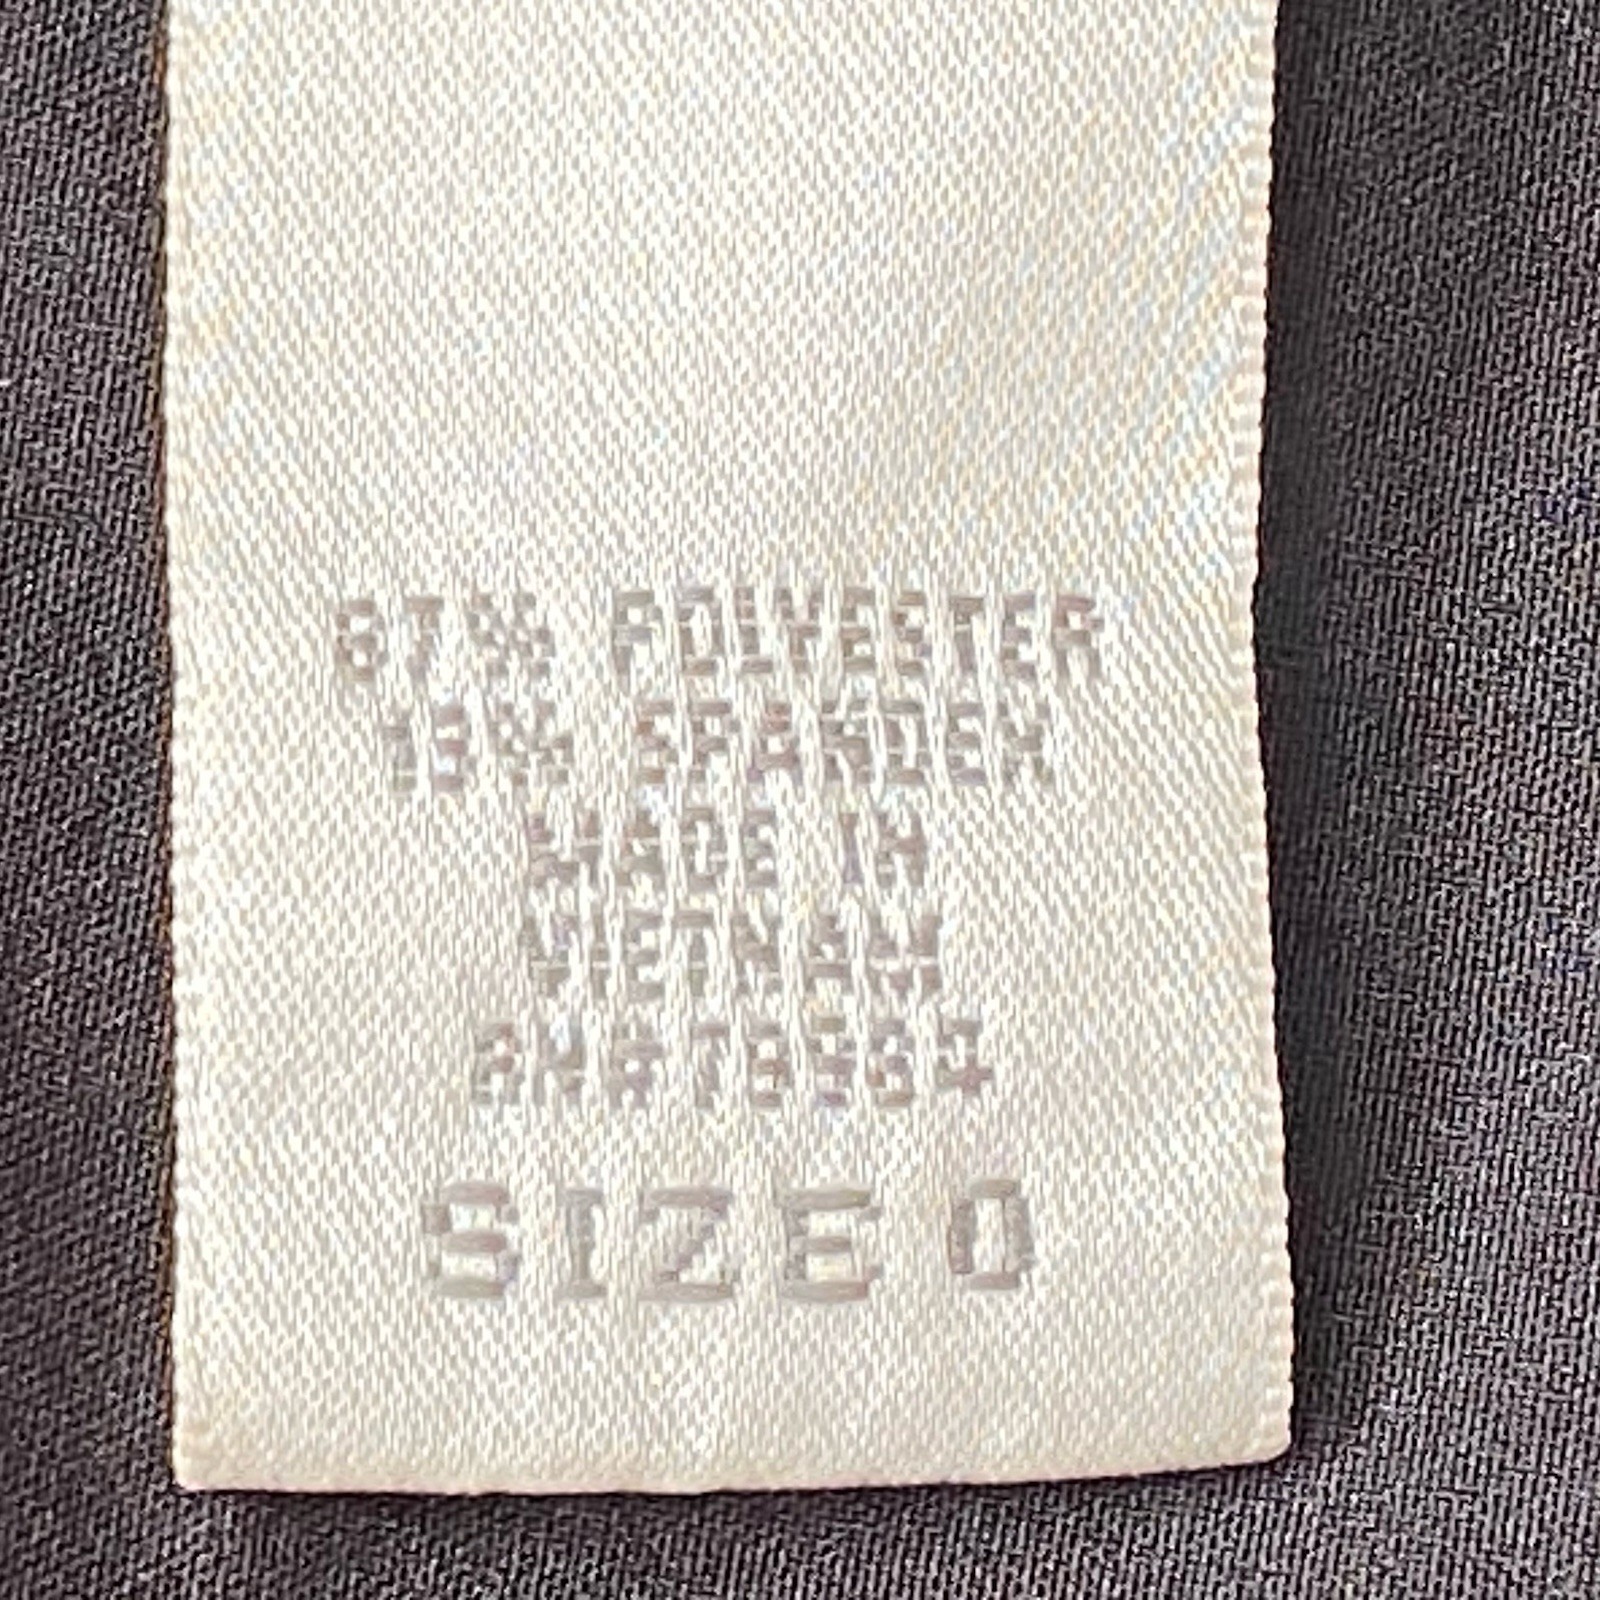 87% POLYESTER
13% SPANDEX
MADE IN
VIETNAM
SIZE 0